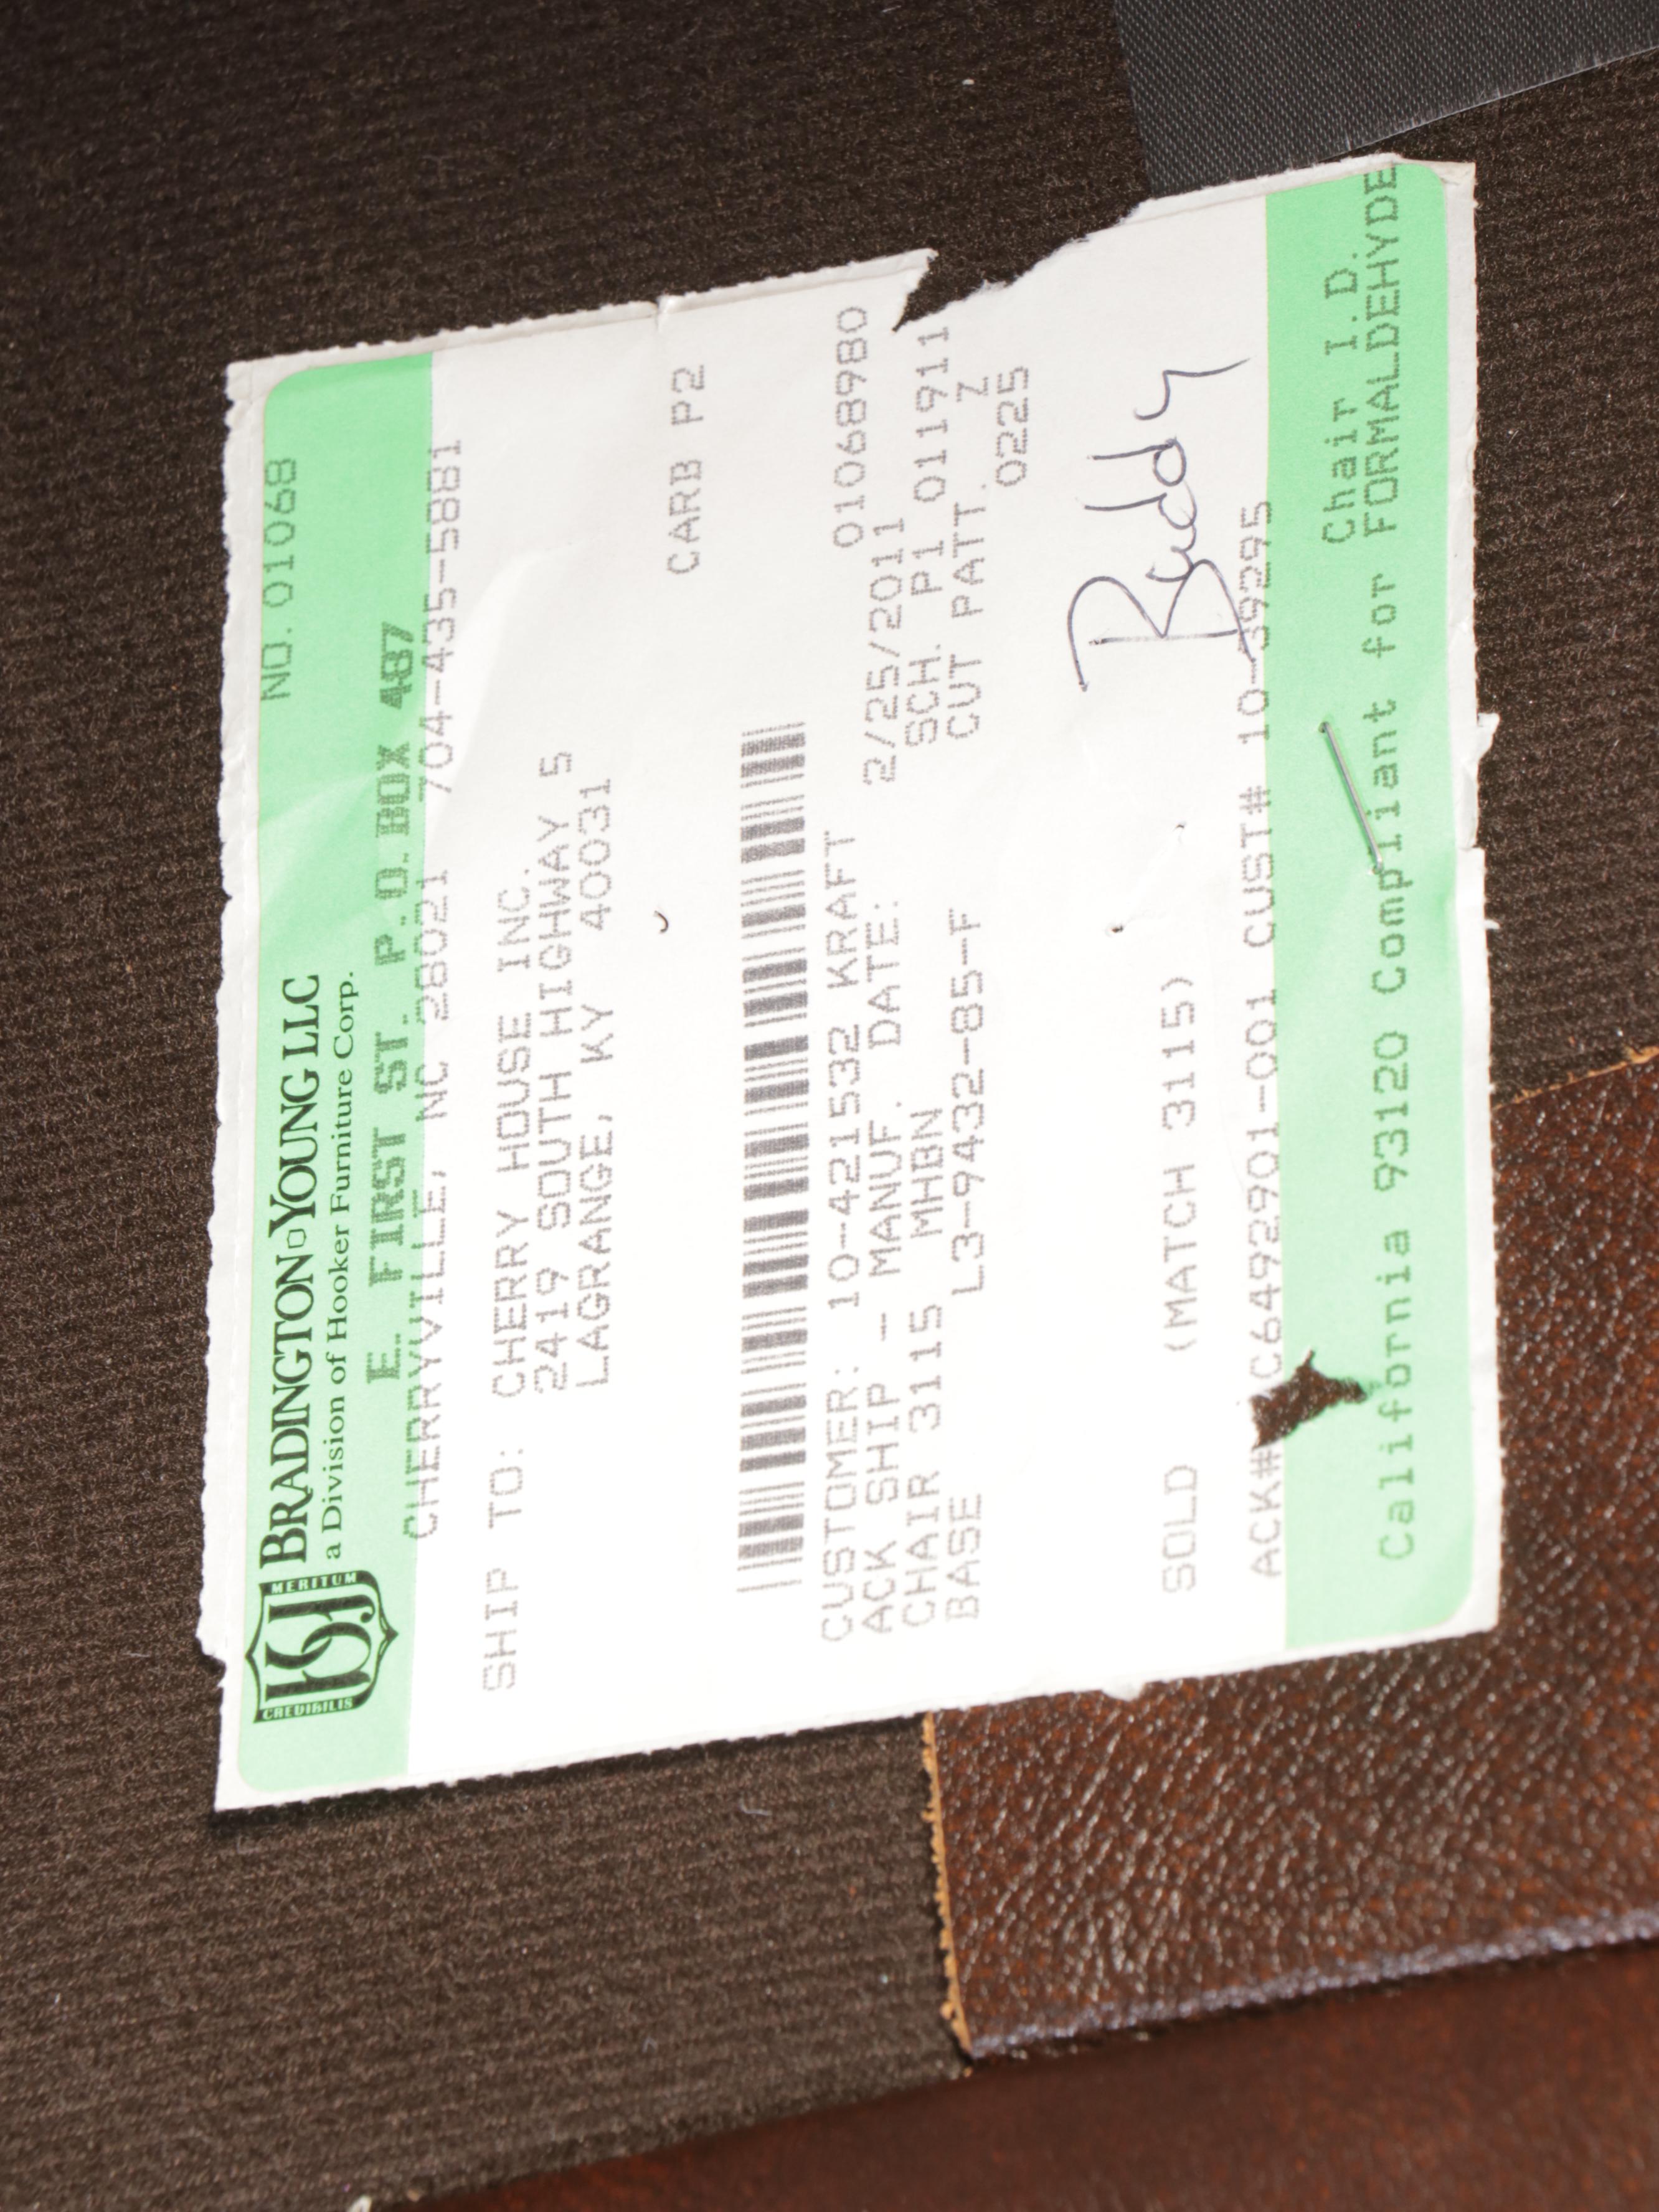 NO. 01068
MERITUM
CREDIBILIS
BRADINGTON YOUNG LLC
a Division of Hooker Furniture Corp.
E. FIRST ST. P.O. BOX 487
CHERRYVILLE, NC 28021 704-435-5881
SHIP TO: CHERRY HOUSE INC.
2419 SOUTH HIGHWAY 5
LAGRANGE, KY 40031
CARB P2
CUSTOMER: 10-421532 KRAFT 01068980
ACK SHIP - MANUF. DATE: 2/25/2011
CHAIR 3115 MHBN SCH. P1 011911
BASE L3-9432-85-F CUT PATT. Z
0225
Buddy
SOLD (MATCH 3115)
ACK# C649290 1-001 CUST# 10-39295
Chair I.D.
California 93120 Compliant for FORMALDEHYDE